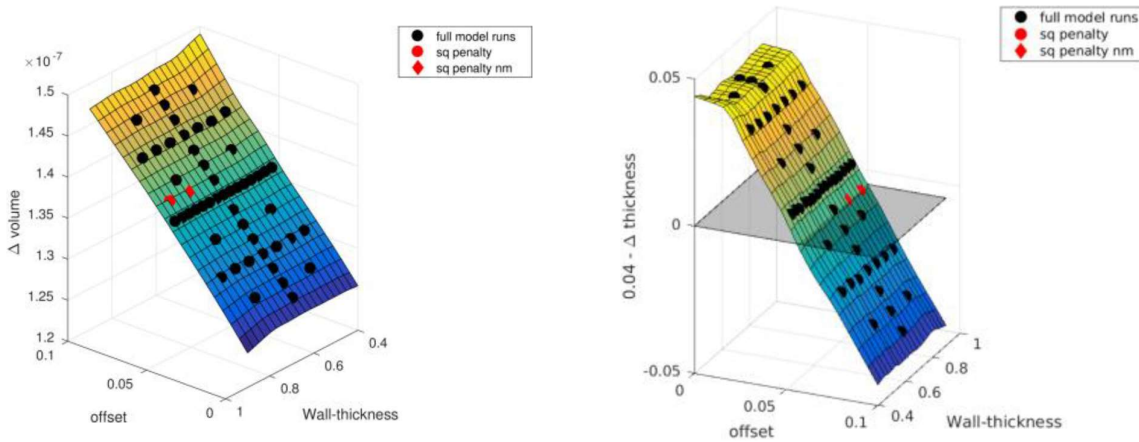 full model runs
sq penalty
sq penalty nm
×10⁻⁷
1.5
1.45
1.4
1.35
1.3
1.25
1.2
Δ volume
0.1
0.05
0
offset
1
0.8
0.6
0.4
Wall-thickness
full model runs
sq penalty
sq penalty nm
0.05
0
-0.05
0.04 - Δ thickness
0
0.05
0.1
offset
0.4
0.6
0.8
1
Wall-thickness